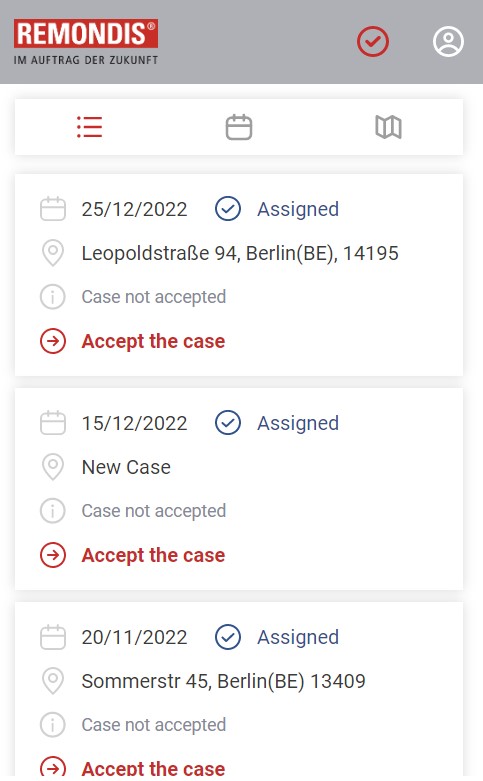 REMONDIS®
IM AUFTRAG DER ZUKUNFT
25/12/2022 Assigned
Leopoldstraße 94, Berlin(BE), 14195
Case not accepted
Accept the case
15/12/2022 Assigned
New Case
Case not accepted
Accept the case
20/11/2022 Assigned
Sommerstr 45, Berlin(BE) 13409
Case not accepted
Accept the case